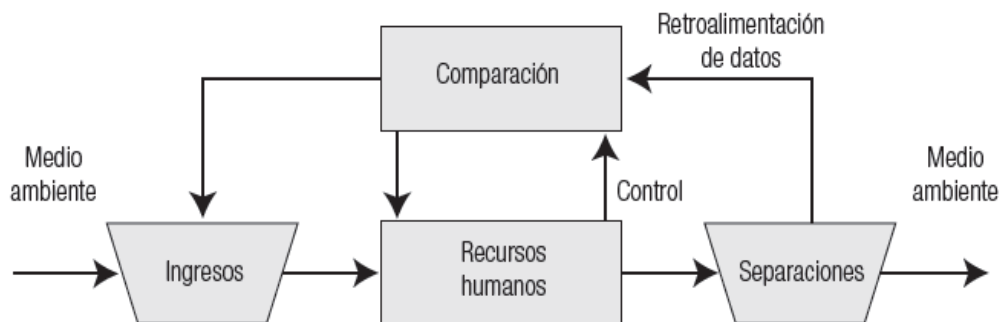 Retroalimentación
de datos
Comparación
Medio
ambiente
Control
Medio
ambiente
Ingresos
Recursos
humanos
Separaciones